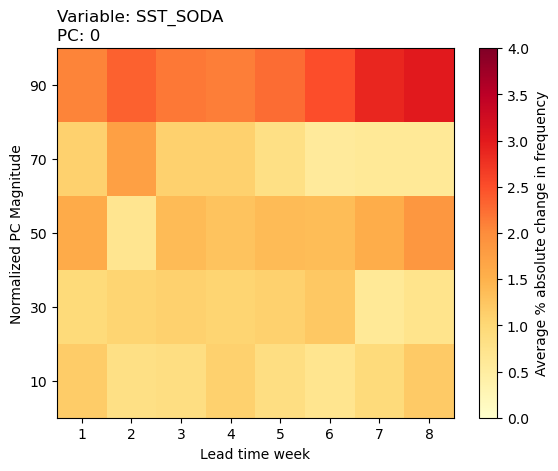 Variable: SST_SODA
PC: 0
Normalized PC Magnitude
90
70
50
30
10
1 2 3 4 5 6 7 8
Lead time week
4.0
3.5
3.0
2.5
2.0
1.5
1.0
0.5
0.0
Average % absolute change in frequency